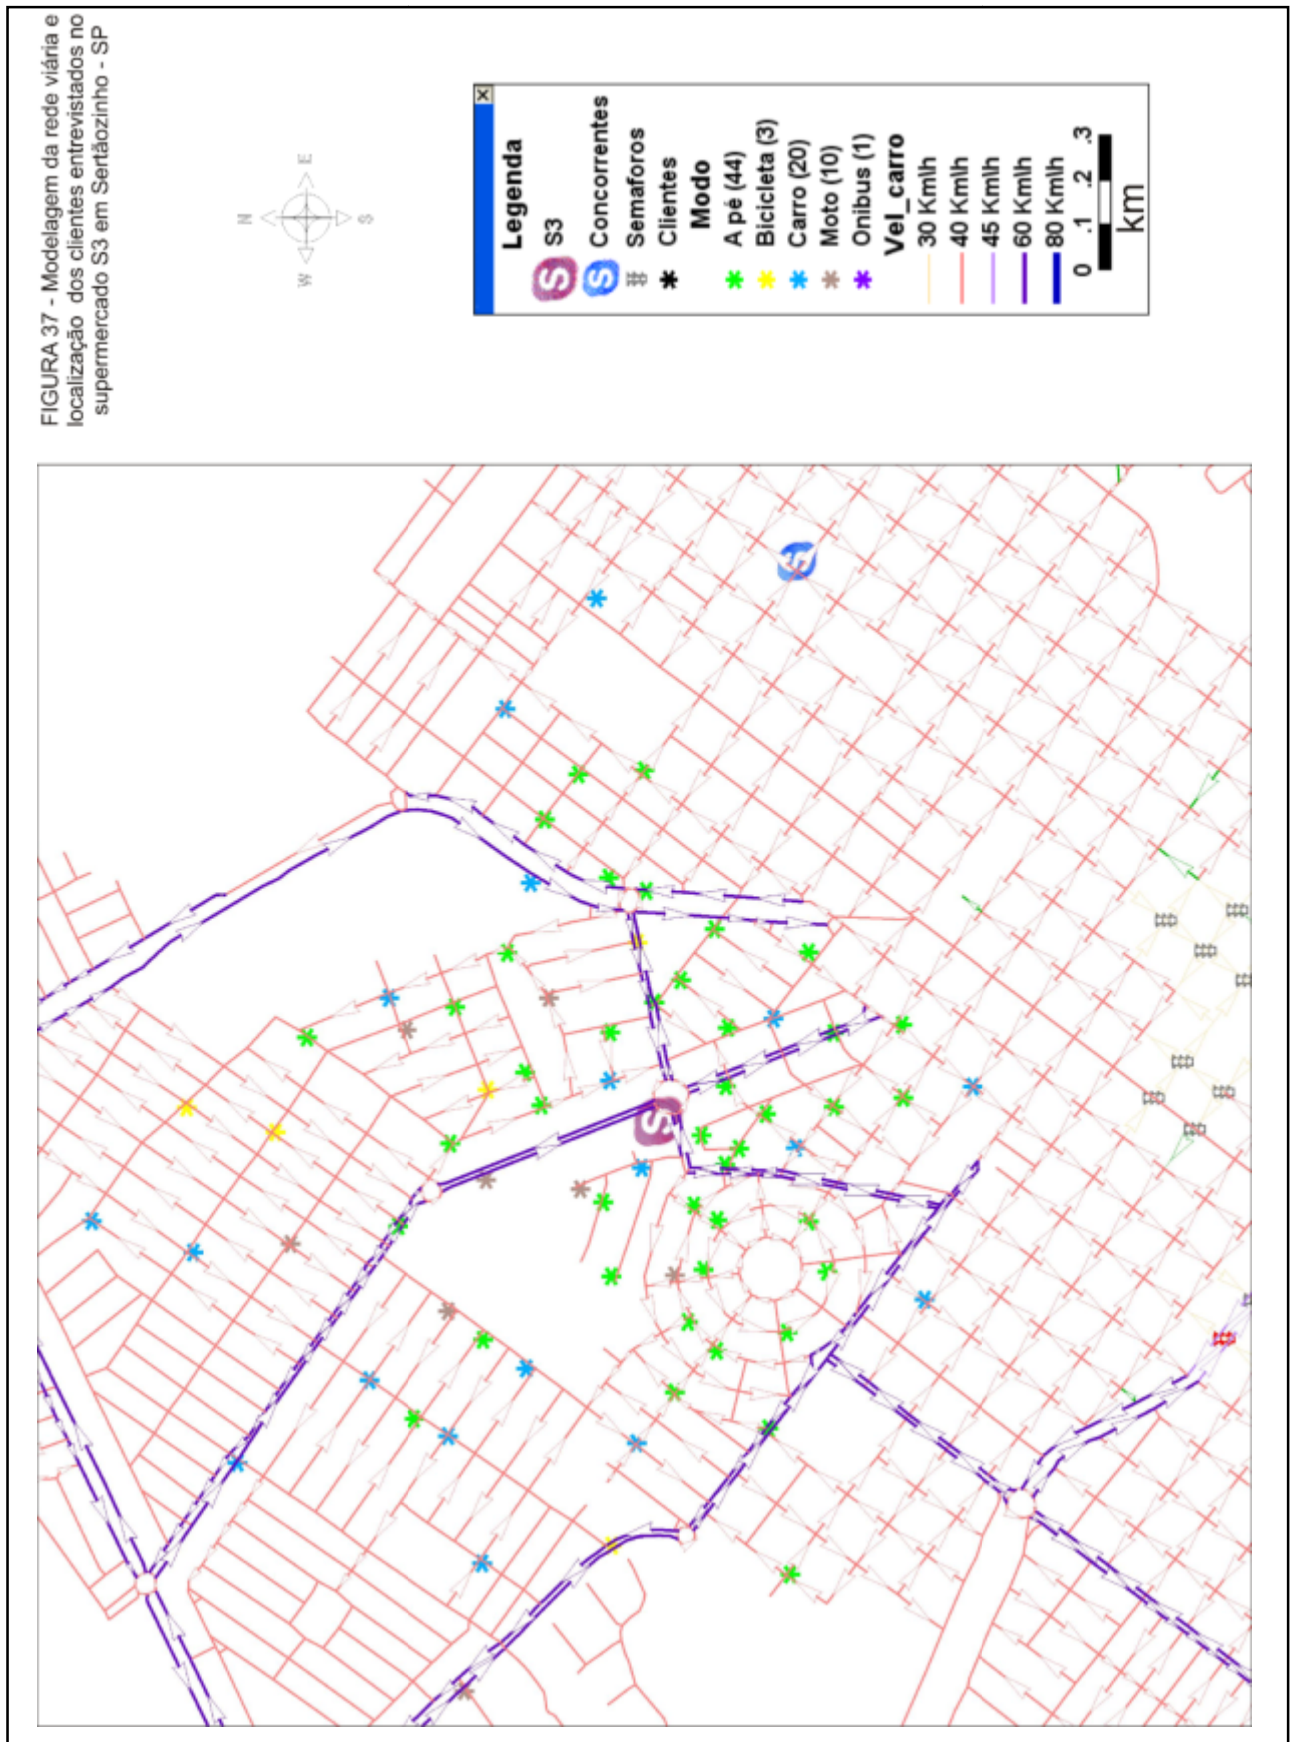 FIGURA 37 - Modelagem da rede viária e
localização dos clientes entrevistados no
supermercado S3 em Sertãozinho - SP
N
W E
S
Legenda
S S3
S Concorrentes
Semaforos
Clientes
Modo
A pé (44)
Bicicleta (3)
Carro (20)
Moto (10)
Onibus (1)
Vel_carro
30 Km\h
40 Km\h
45 Km\h
60 Km\h
80 Km\h
0 .1 .2 .3
km
S
S